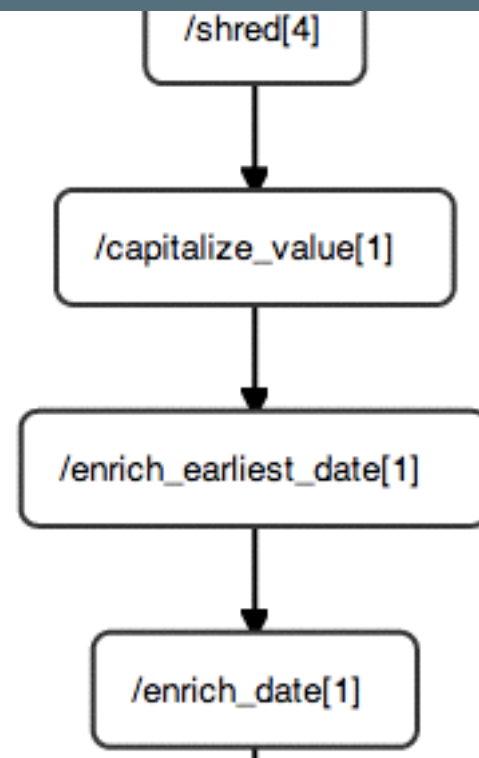 /shred[4]
/capitalize_value[1]
/enrich_earliest_date[1]
/enrich_date[1]